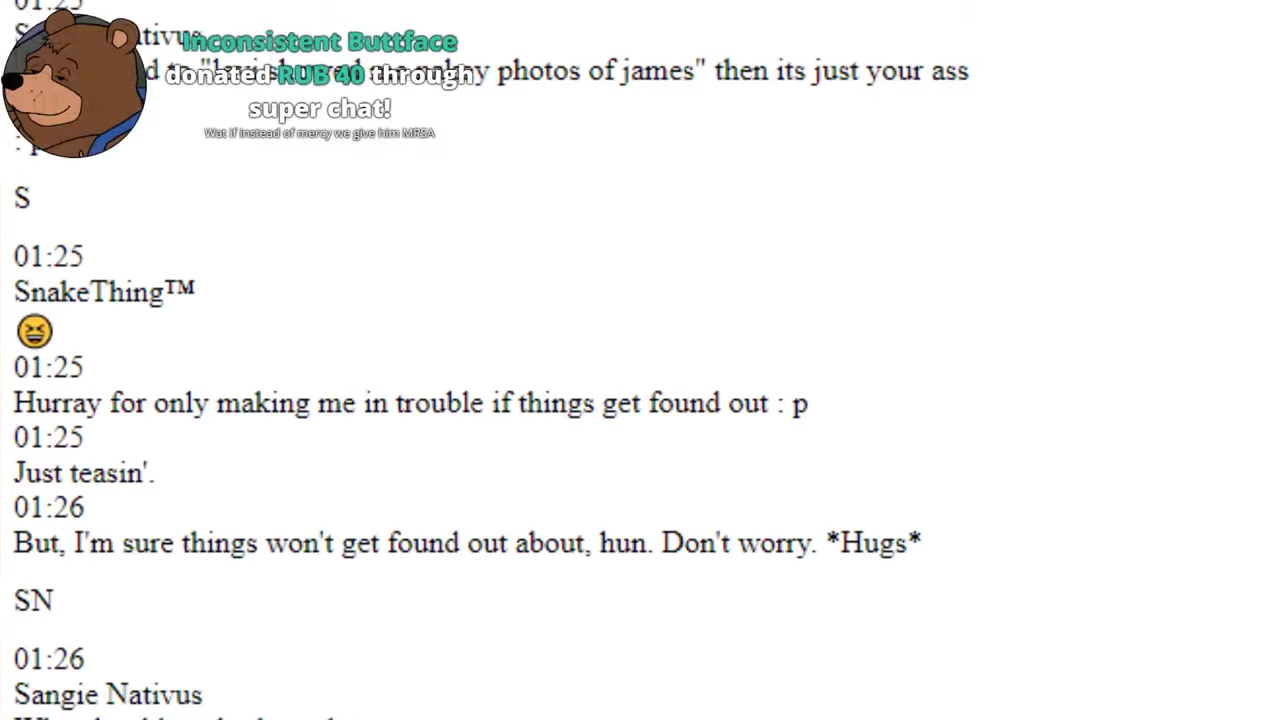 01:25
Inconsistent Buttface
donated RUB 40 through
super chat!
Wat if instead of mercy we give him MRSA
photos of james" then its just your ass
S
01:25
SnakeThing™
😆
01:25
Hurray for only making me in trouble if things get found out : p
01:25
Just teasin'.
01:26
But, I'm sure things won't get found out about, hun. Don't worry. *Hugs*
SN
01:26
Sangie Nativus